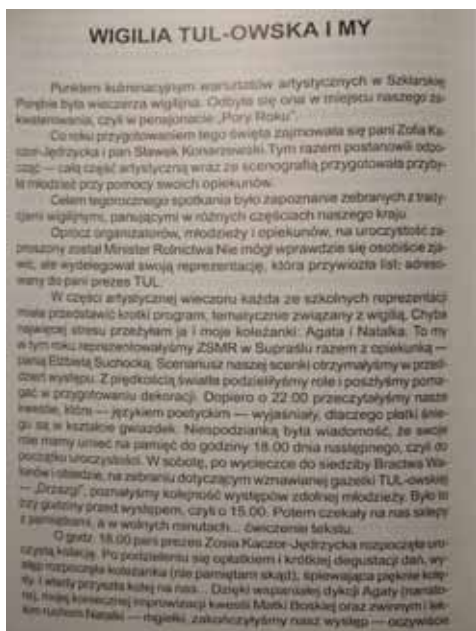 WIGILIA TUL-OWSKA I MY
Punktem kulminacyjnym warsztatów artystycznych w Szklarskiej
Porębie była wieczerza wigilijna. Odbyła się ona w miejscu naszego za-
kwaterowania, czyli w pensjonacie „Pory Roku”.
Co roku przygotowaniem tego święta zajmowała się pani Zofia Ka-
czor-Jędrzycka i pan Sławek Konarzewski. Tym razem postanowili odpo-
cząć — całą część artystyczną wraz ze scenografią przygotowała przyby-
ła młodzież przy pomocy swoich opiekunów.
Celem tegorocznego spotkania było zapoznanie zebranych z trady-
cjami wigilijnymi, panującymi w różnych częściach naszego kraju.
Oprócz organizatorów, młodzieży i opiekunów, na uroczystość za-
proszony został Minister Rolnictwa Nie mógł wprawdzie się osobiście zja-
wić, ale wydelegował swoją reprezentację, która przywiozła list, adreso-
wany do pani prezes TUL.
W części artystycznej wieczoru każda ze szkolnych reprezentacji
miała przedstawić krótki program, tematycznie związany z wigilią. Chyba
najwięcej stresu przeżyłam ja i moje koleżanki: Agata i Natalka. To my
w tym roku reprezentowałyśmy ZSMR w Supraślu razem z opiekunką —
panią Elżbietą Suchocką. Scenariusz naszej scenki otrzymałyśmy w przed-
dzień występu. Z prędkością światła podzieliłyśmy role i poszłyśmy poma-
gać w przygotowaniu dekoracji. Dopiero o 22.00 przeczytałyśmy nasze
kwestie, które — językiem poetyckim — wyjaśniały, dlaczego płatki śnie-
gu są w kształcie gwiazdek. Niespodzianką była wiadomość, że swoje
role mamy umieć na pamięć do godziny 18.00 dnia następnego, czyli do
początku uroczystości. W sobotę, po wycieczce do siedziby Bractwa Wa-
lonów i obiedzie, na zebraniu dotyczącym wznawianej gazetki TUL-owskiej
— „Drzazgi”, poznałyśmy kolejność występów zdolnej młodzieży. Było to
trzy godziny przed występem, czyli o 15.00. Potem czekały na nas sklepy
z pamiątkami, a w wolnych minutach... ćwiczenie tekstu.
O godz. 18.00 pani prezes Zosia Kaczor-Jędrzycka rozpoczęła uro-
czystą kolację. Po podzieleniu się opłatkiem i krótkiej degustacji dań, wy-
stęp rozpoczęła koleżanka (nie pamiętam skąd), śpiewająca pięknie kolę-
dy. I wtedy przyszła kolej na nas... Dzięki wspaniałej dykcji Agaty (narrato-
ra), mojej koniecznej improwizacji kwestii Matki Boskiej oraz zwinnym i lek-
kim ruchom Natalki — mgiełki, zakończyłyśmy nasz występ — oczywiście